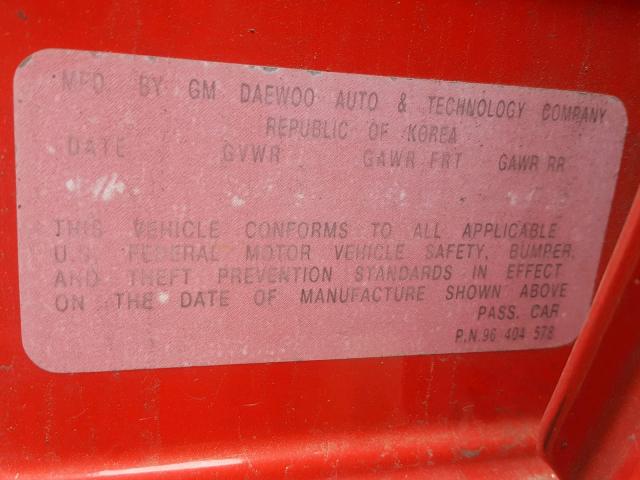 MFD BY GM DAEWOO AUTO & TECHNOLOGY COMPANY
REPUBLIC OF KOREA
DATE GVWR GAWR FRT GAWR RR
THIS VEHICLE CONFORMS TO ALL APPLICABLE
U.S. FEDERAL MOTOR VEHICLE SAFETY, BUMPER,
AND THEFT PREVENTION STANDARDS IN EFFECT
ON THE DATE OF MANUFACTURE SHOWN ABOVE
PASS. CAR
P.N.96 404 578